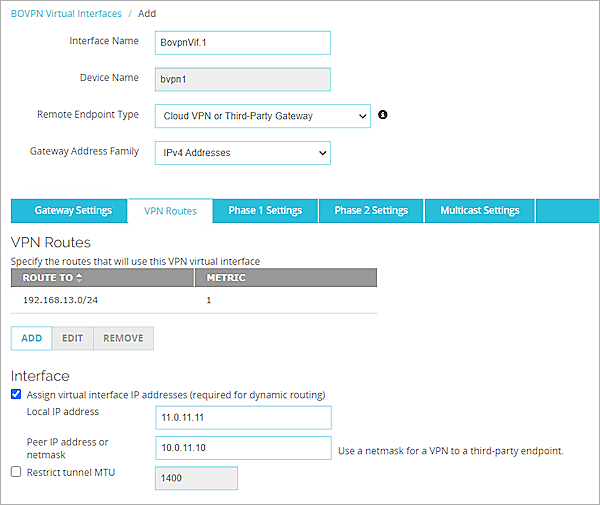 BOVPN Virtual Interfaces / Add
Interface Name BovpnVif.1
Device Name bvpn1
Remote Endpoint Type Cloud VPN or Third-Party Gateway
Gateway Address Family IPv4 Addresses
Gateway Settings VPN Routes Phase 1 Settings Phase 2 Settings Multicast Settings
VPN Routes
Specify the routes that will use this VPN virtual interface
ROUTE TO METRIC
192.168.13.0/24 1
ADD EDIT REMOVE
Interface
Assign virtual interface IP addresses (required for dynamic routing)
Local IP address 11.0.11.11
Peer IP address or
netmask 10.0.11.10 Use a netmask for a VPN to a third-party endpoint.
Restrict tunnel MTU 1400